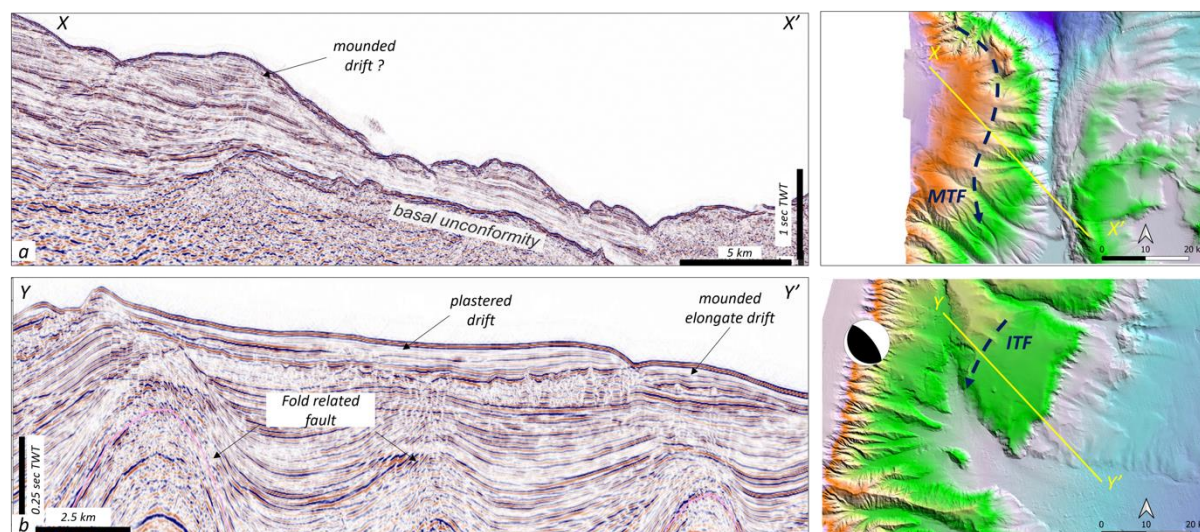 X
X'
mounded
drift ?
basal unconformity
1 sec TWT
5 km
a
X
MTF
X'
0
10
20 k
Y
Y'
plastered
drift
mounded
elongate drift
Fold related
fault
0.25 sec TWT
2.5 km
b
Y
ITF
Y'
0
10
20